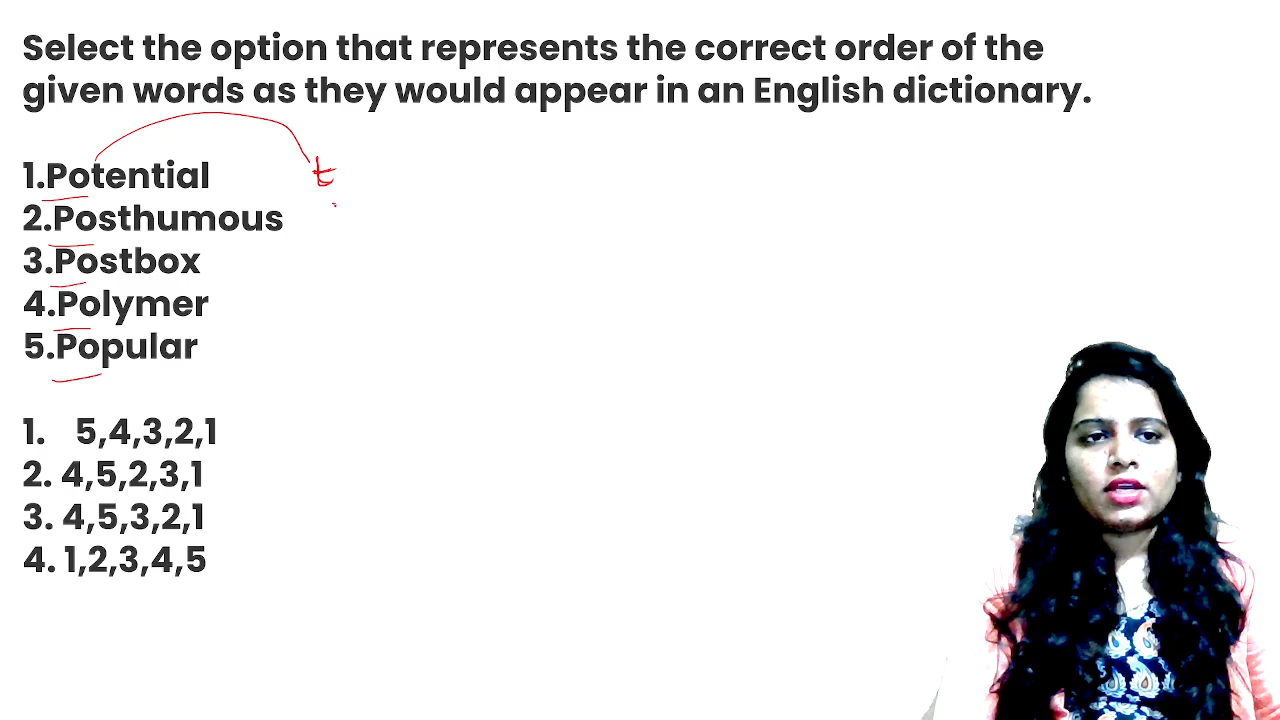 Select the option that represents the correct order of the
given words as they would appear in an English dictionary.
1.Potential t
2.Posthumous
3.Postbox
4.Polymer
5.Popular
1. 5,4,3,2,1
2. 4,5,2,3,1
3. 4,5,3,2,1
4. 1,2,3,4,5